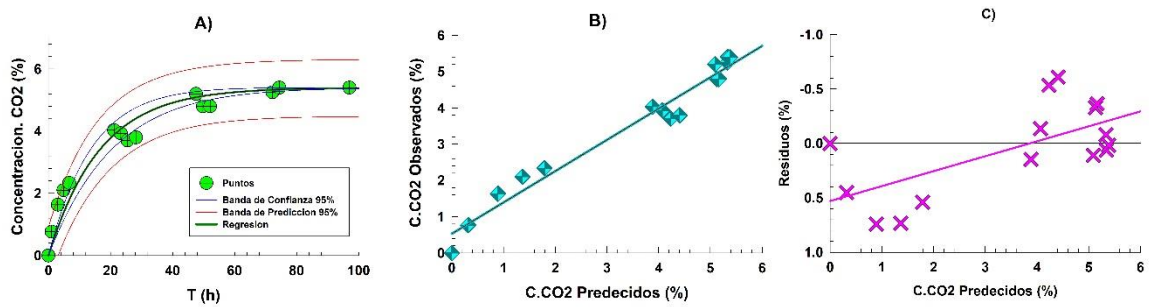 A)
Concentracion. CO2 (%)
6
4
2
0
0
20
40
60
80
100
T (h)
Puntos
Banda de Confianza 95%
Banda de Prediccion 95%
Regresion
B)
C.CO2 Observados (%)
6
5
4
3
2
1
0
0
1
2
3
4
5
6
C.CO2 Predecidos (%)
C)
Residuos (%)
-1.0
-0.5
0.0
0.5
1.0
0
1
2
3
4
5
6
C.CO2 Predecidos (%)